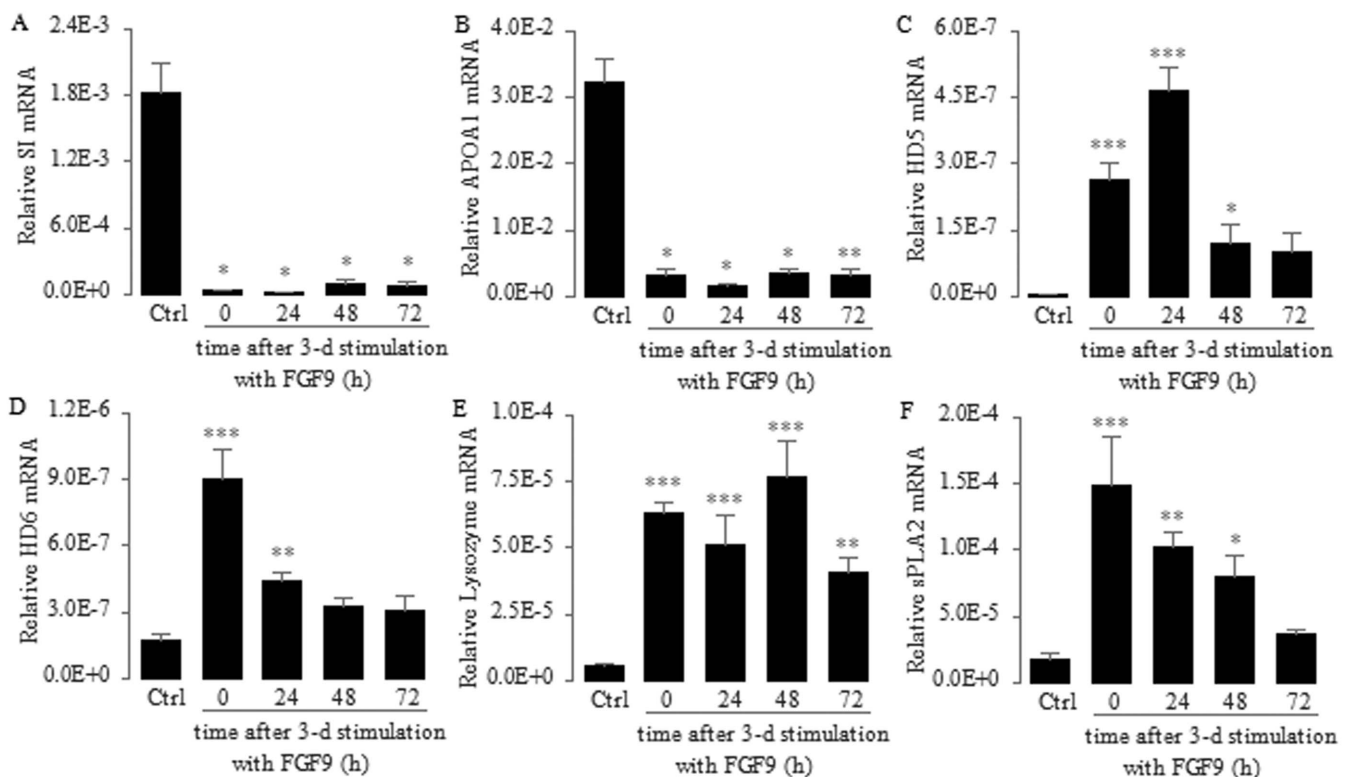 A
Relative SI mRNA
2.4E-3
1.8E-3
1.2E-3
6.0E-4
0.0E+0
* * * *
Ctrl 0 24 48 72
time after 3-d stimulation
with FGF9 (h)
B
Relative APOA1 mRNA
4.0E-2
3.0E-2
2.0E-2
1.0E-2
0.0E+0
* * * **
Ctrl 0 24 48 72
time after 3-d stimulation
with FGF9 (h)
C
Relative HD5 mRNA
6.0E-7
4.5E-7
3.0E-7
1.5E-7
0.0E+0
*** *** *
Ctrl 0 24 48 72
time after 3-d stimulation
with FGF9 (h)
D
Relative HD6 mRNA
1.2E-6
9.0E-7
6.0E-7
3.0E-7
0.0E+0
*** **
Ctrl 0 24 48 72
time after 3-d stimulation
with FGF9 (h)
E
Relative Lysozyme mRNA
1.0E-4
7.5E-5
5.0E-5
2.5E-5
0.0E+0
*** *** *** **
Ctrl 0 24 48 72
time after 3-d stimulation
with FGF9 (h)
F
Relative sPLA2 mRNA
2.0E-4
1.5E-4
1.0E-4
5.0E-5
0.0E+0
*** ** *
Ctrl 0 24 48 72
time after 3-d stimulation
with FGF9 (h)